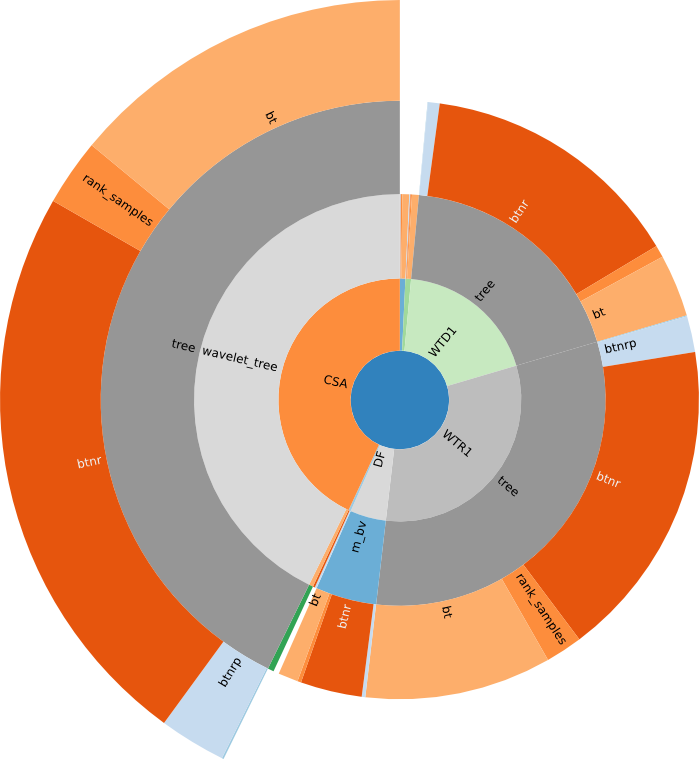 bt
rank_samples
btnr
tree
bt
btnrp
WTD1
tree
wavelet_tree
CSA
WTR1
DF
tree
btnr
m_bv
rank_samples
bt
btnr
bt
btnrp
btnr